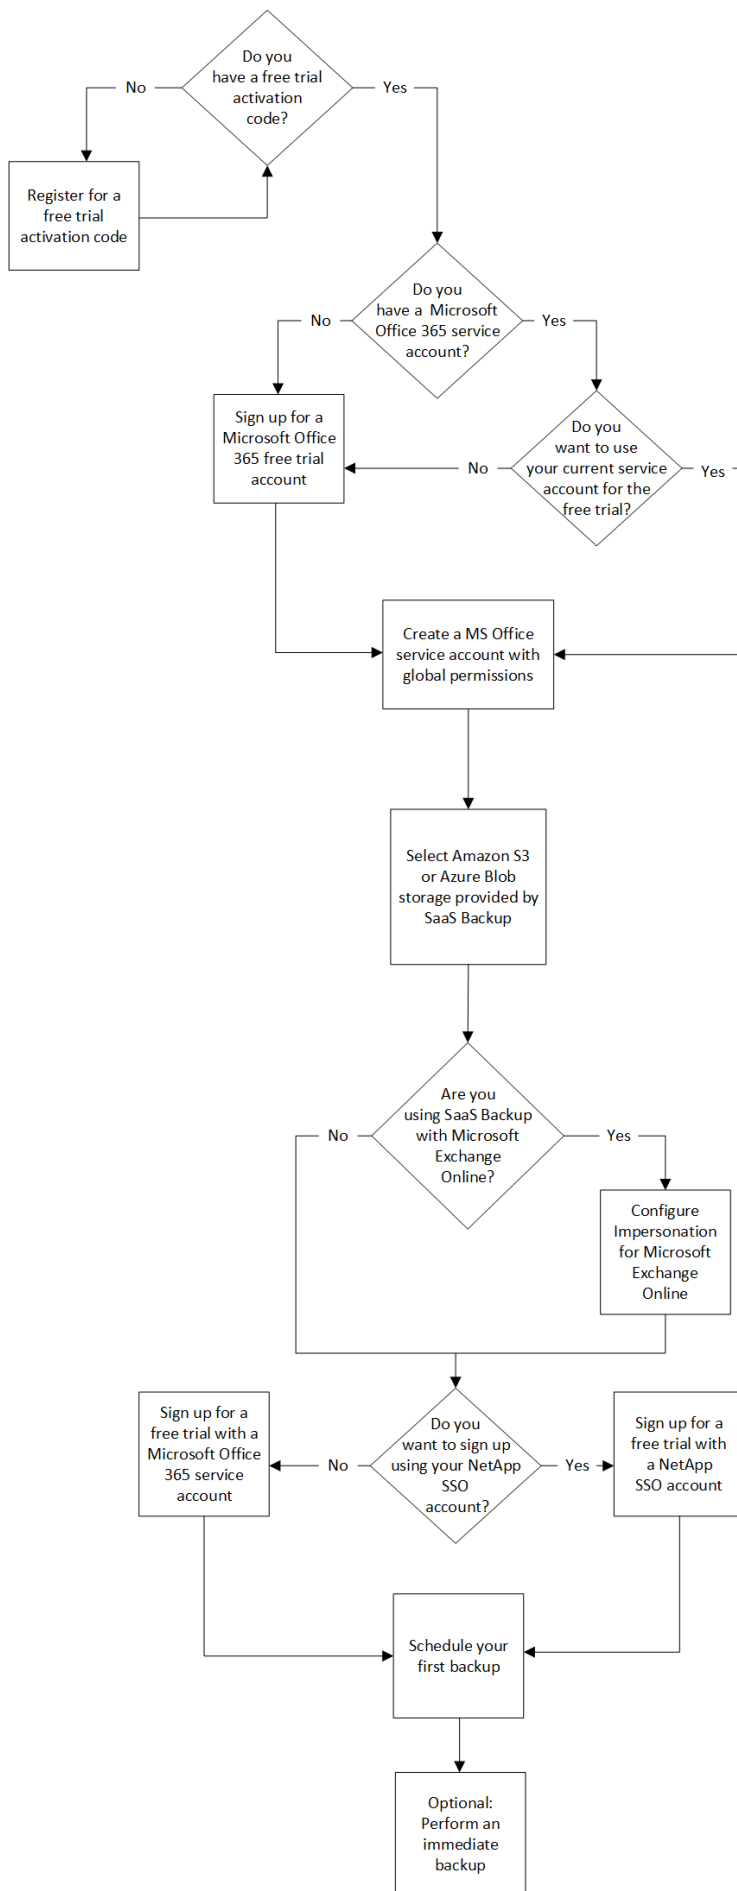 Do you
have a free trial
activation
code?
No
Yes
Register for a
free trial
activation code
Do you
have a Microsoft
Office 365 service
account?
No
Yes
Sign up for a
Microsoft Office
365 free trial
account
Do you
want to use
your current service
account for the
free trial?
No
Yes
Create a MS Office
service account with
global permissions
Select Amazon S3
or Azure Blob
storage provided by
SaaS Backup
Are you
using SaaS Backup
with Microsoft
Exchange
Online?
No
Yes
Configure
Impersonation
for Microsoft
Exchange
Online
Sign up for a
free trial with a
Microsoft Office
365 service
account
No
Do you
want to sign up
using your NetApp
SSO
account?
Yes
Sign up for a
free trial with
a NetApp
SSO account
Schedule your
first backup
Optional:
Perform an
immediate
backup